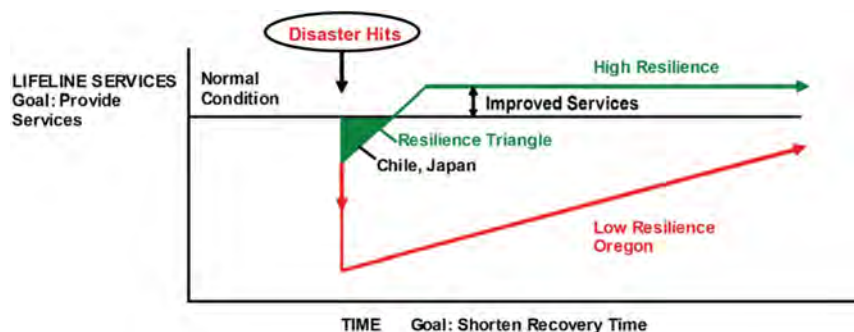 Disaster Hits
LIFELINE SERVICES
Goal: Provide
Services
Normal
Condition
High Resilience
Improved Services
Resilience Triangle
Chile, Japan
Low Resilience
Oregon
TIME Goal: Shorten Recovery Time